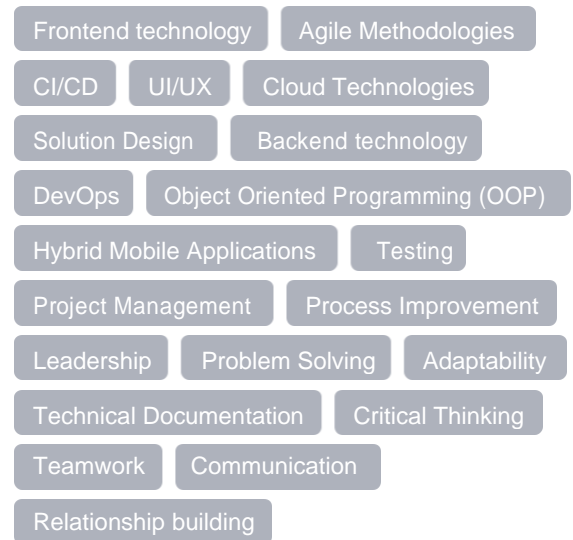 Frontend technology Agile Methodologies
CI/CD UI/UX Cloud Technologies
Solution Design Backend technology
DevOps Object Oriented Programming (OOP)
Hybrid Mobile Applications Testing
Project Management Process Improvement
Leadership Problem Solving Adaptability
Technical Documentation Critical Thinking
Teamwork Communication
Relationship building